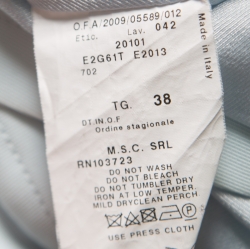 O.F.A/2009/05589/012
Etic. Lav. 042
20101
E2G61T E2013
702
Made in Italy
TG. 38
DT.IN.O.F
Ordine stagionale
M.S.C. SRL
RN103723
DO NOT WASH
DO NOT BLEACH
DO NOT TUMBLER DRY
IRON AT LOW TEMPER.
MILD DRYCLEAN PERCH
USE PRESS CLOTH